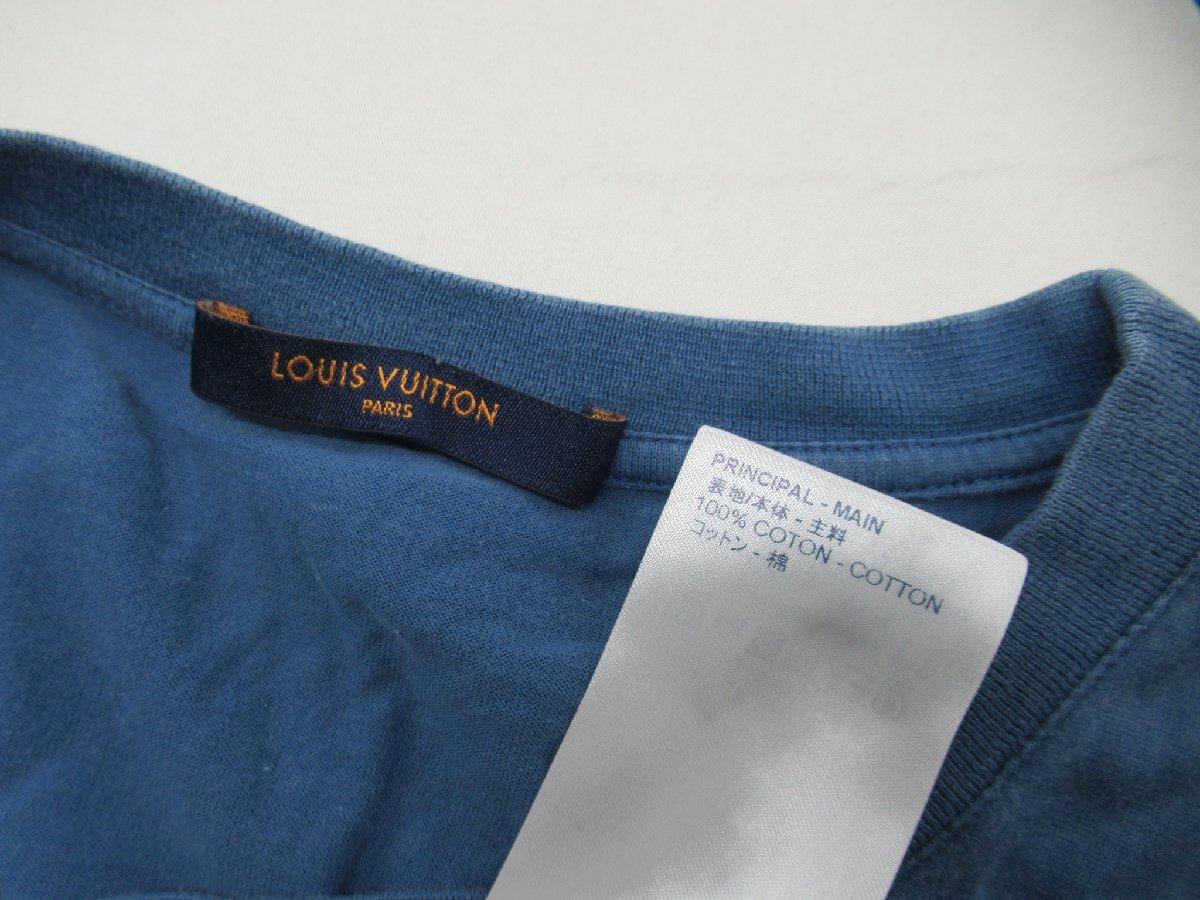 LOUIS VUITTON
PARIS
PRINCIPAL - MAIN
表地/本体 - 主料
100% COTON - COTTON
コットン - 棉